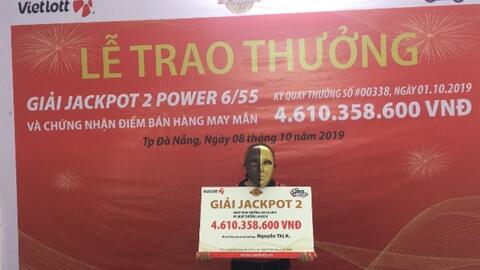 Vietlott
LỄ TRAO THƯỞNG
GIẢI JACKPOT 2 POWER 6/55
KỲ QUAY THƯỞNG SỐ #00338, NGÀY 01.10.2019
VÀ CHỨNG NHẬN ĐIỂM BÁN HÀNG MAY MẮN
4.610.358.600 VNĐ
Tp Đà Nẵng, Ngày 08 tháng 10 năm 2019
Vietlott
GIẢI JACKPOT 2
4.610.358.600 VNĐ
Nguyễn Thị K.